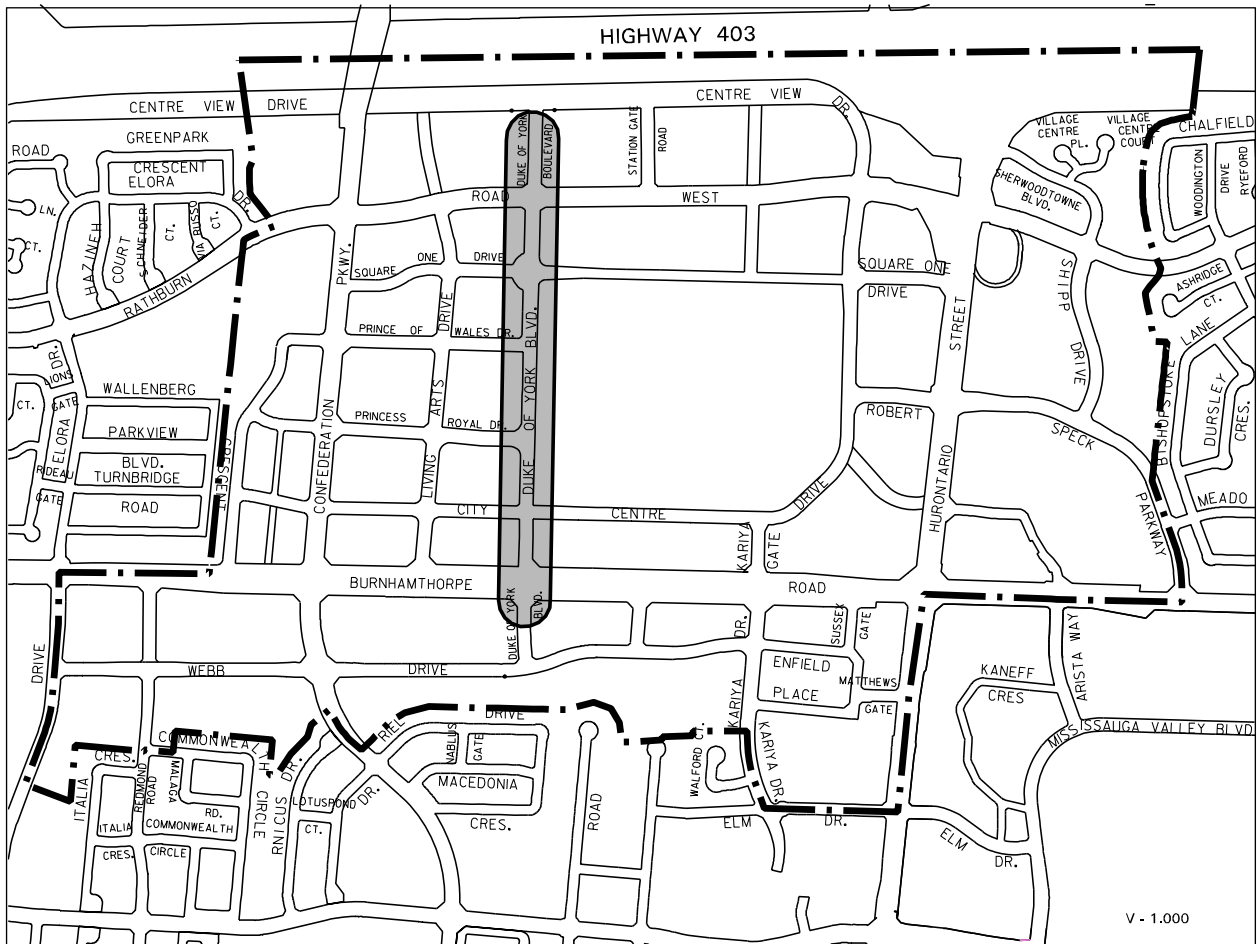 HIGHWAY 403
CENTRE VIEW DRIVE
CENTRE VIEW DR.
GREENPARK
ROAD
CRESCENT
ELORA
DR.
LN.
CT.
HAZINEH
COURT
SCHNEIDER
CT.
VIA RUSSO
CT.
RATHBURN
ROAD
WEST
DUKE OF YORK
BOULEVARD
STATION GATE
ROAD
VILLAGE
CENTRE
PL.
VILLAGE
CENTRE
COURT
CHALFIELD
WOODINGTON
DRIVE
RYEFORD
SHERWOODTOWNE
BLVD.
PKWY.
SQUARE ONE DRIVE
SQUARE ONE
DRIVE
SHIPP
DRIVE
ASHRIDGE
CT.
LANE
PRINCE OF WALES DR.
DRIVE
STREET
DR.
LIONS
GATE
CT.
ELORA
RIDEAU
GATE
WALLENBERG
PARKVIEW
BLVD.
TURNBRIDGE
ROAD
CRESCENT
CONFEDERATION
PRINCESS ROYAL DR.
LIVING
ARTS
DUKE OF YORK BLVD.
ROBERT
SPECK
PARKWAY
BISHOPSTOKE
DURSLEY
CRES.
MEADO
CITY CENTRE
DRIVE
HURONTARIO
KARIYA
GATE
BURNHAMTHORPE
ROAD
DUKE OF YORK
BLVD.
DR.
SUSSEX
GATE
DRIVE
WEBB DRIVE
ENFIELD
PLACE
MATTHEWS
GATE
KANEFF
CRES
ARISTA WAY
MISSISSAUGA VALLEY BLVD.
KARIYA
KARIYA DR.
COMMONWEALTH
CIRCLE
CRES.
ITALIA
REDMOND
ROAD
MALAGA
RD.
ITALIA
COMMONWEALTH
CRES.
CIRCLE
SUCINIR
DR.
LOTUSPOND
CT.
DR.
RIEL
DRIVE
NABLUS
GATE
MACEDONIA
CRES.
ROAD
WALFORD
CT.
ELM
DR.
ELM
DR.
V - 1.000